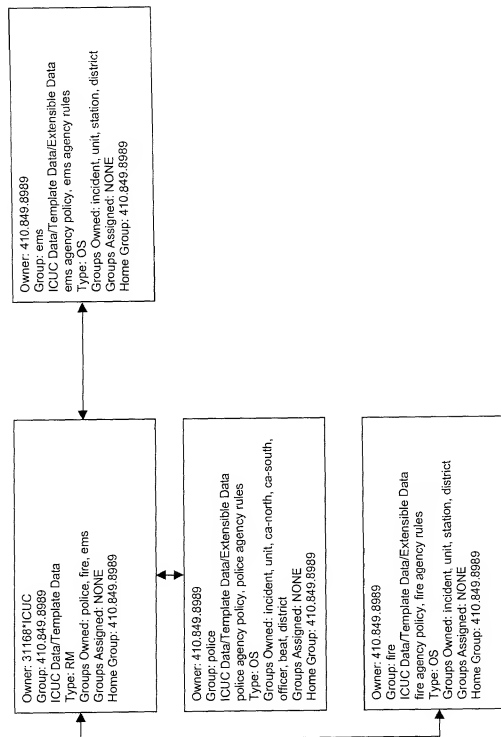 Owner: 31168*ICUC
Group: 410.849.8989
ICUC Data/Template Data
Type: RM
Groups Owned: police, fire, ems
Groups Assigned: NONE
Home Group: 410.849.8989
Owner: 410.849.8989
Group: ems
ICUC Data/Template Data/Extensible Data
ems agency policy, ems agency rules
Type: OS
Groups Owned: incident, unit, station, district
Groups Assigned: NONE
Home Group: 410.849.8989
Owner: 410.849.8989
Group: police
ICUC Data/Template Data/Extensible Data
police agency policy, police agency rules
Type: OS
Groups Owned: incident, unit, ca-north, ca-south,
officer, beat, district
Groups Assigned: NONE
Home Group: 410.849.8989
Owner: 410.849.8989
Group: fire
ICUC Data/Template Data/Extensible Data
fire agency policy, fire agency rules
Type: OS
Groups Owned: incident, unit, station, district
Groups Assigned: NONE
Home Group: 410.849.8989